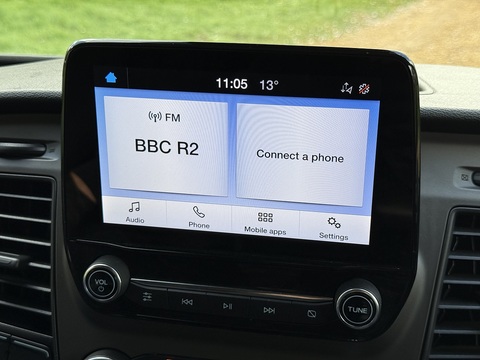 11:05 13°
FM
BBC R2
Connect a phone
Audio
Phone
Mobile apps
Settings
VOL
TUNE